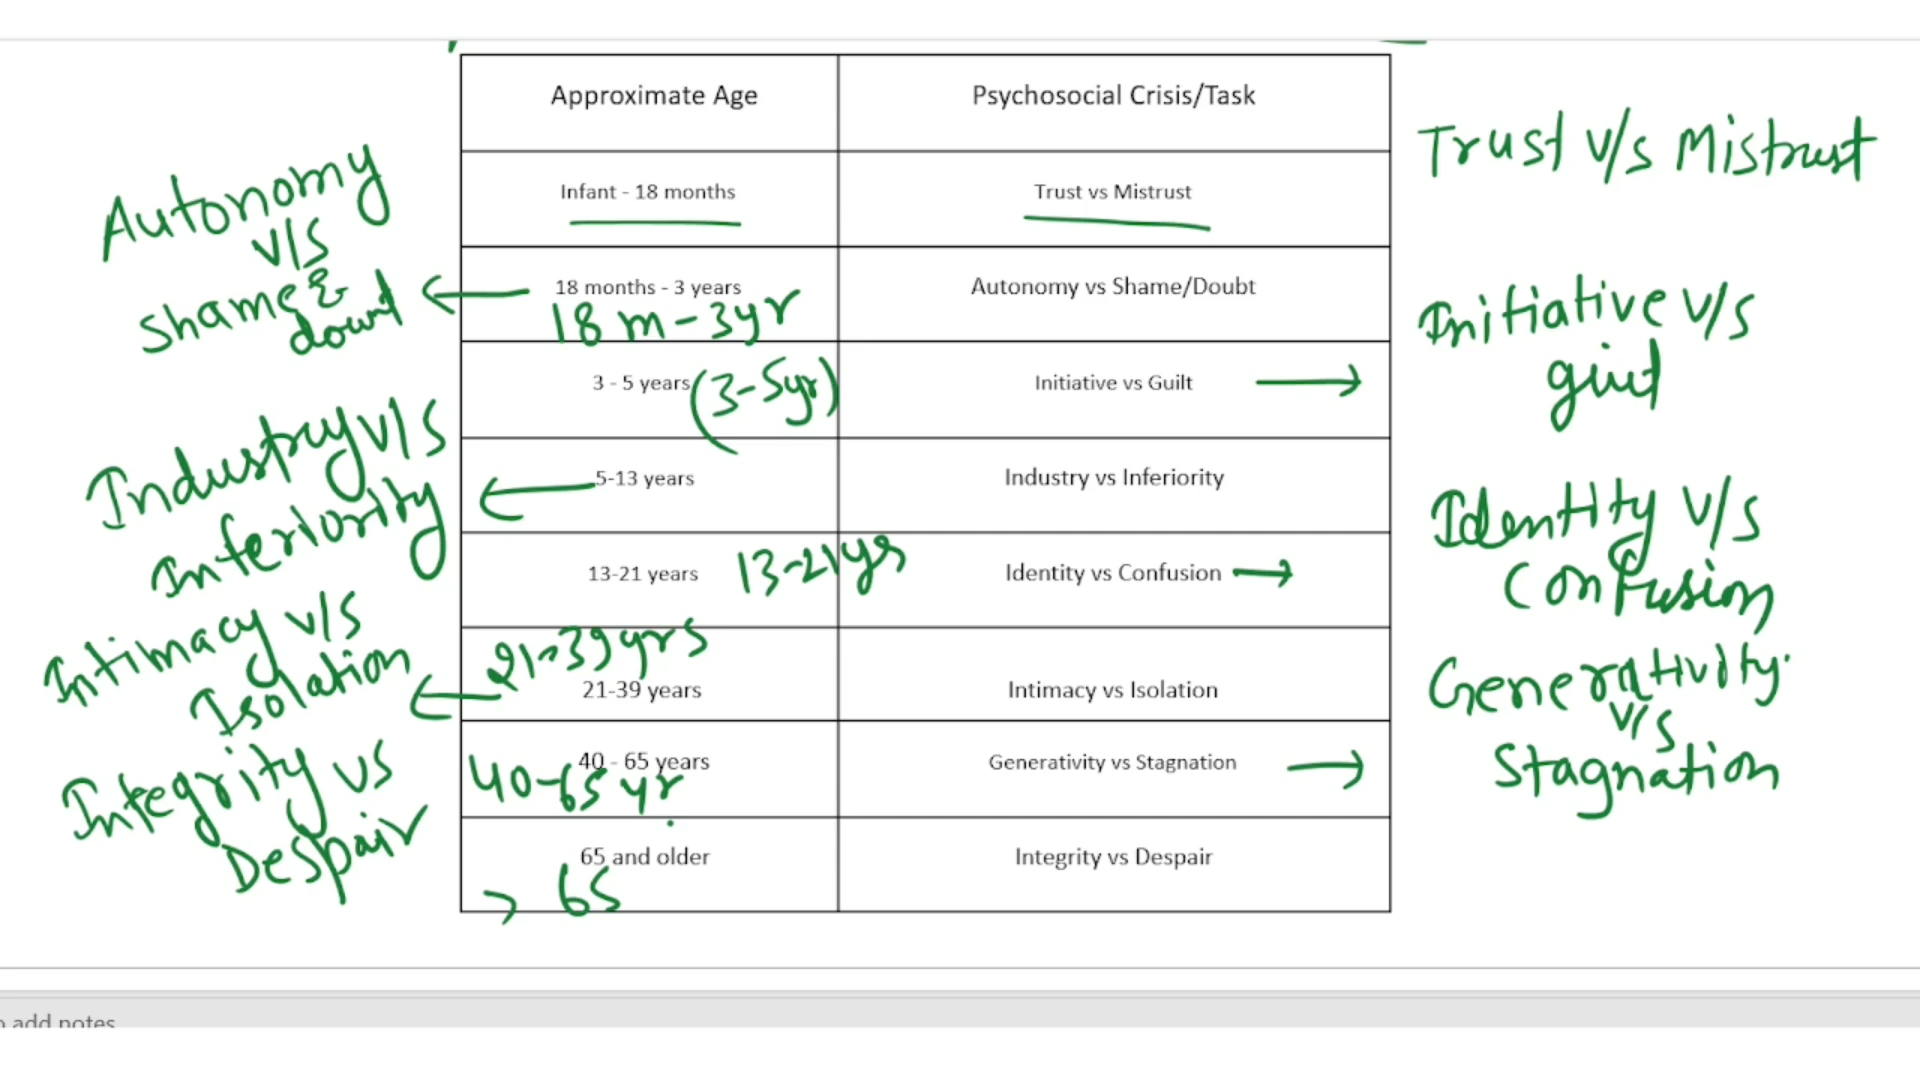 Approximate Age
Psychosocial Crisis/Task
Infant - 18 months
Trust vs Mistrust
18 months - 3 years
18 m - 3yr
Autonomy vs Shame/Doubt
3 - 5 years
(3-5yr)
Initiative vs Guilt
5-13 years
Industry vs Inferiority
13-21 years
13-21yrs
Identity vs Confusion
21-39 yrs
21-39 years
Intimacy vs Isolation
40 - 65 years
40-65 yr
Generativity vs Stagnation
65 and older
> 65
Integrity vs Despair
Autonomy
v/s
Shame &
Industry v/s
Inferiority
Intimacy v/s
Isolation
Integrity vs
Despair
Trust v/s Mistrust
Initiative v/s
Identity v/s
Confusion
Generativity
v/s
Stagnation
add notes